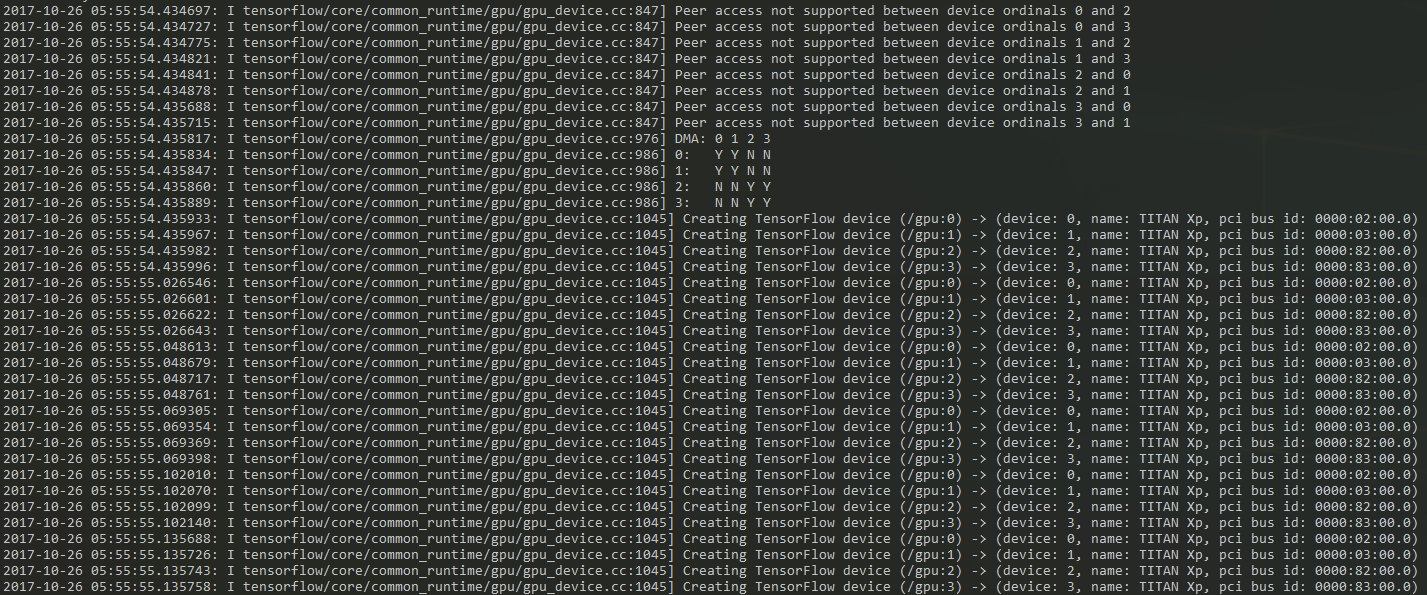 2017-10-26 05:55:54.434697: I tensorflow/core/common_runtime/gpu/gpu_device.cc:847] Peer access not supported between device ordinals 0 and 2
2017-10-26 05:55:54.434727: I tensorflow/core/common_runtime/gpu/gpu_device.cc:847] Peer access not supported between device ordinals 0 and 3
2017-10-26 05:55:54.434775: I tensorflow/core/common_runtime/gpu/gpu_device.cc:847] Peer access not supported between device ordinals 1 and 2
2017-10-26 05:55:54.434821: I tensorflow/core/common_runtime/gpu/gpu_device.cc:847] Peer access not supported between device ordinals 1 and 3
2017-10-26 05:55:54.434841: I tensorflow/core/common_runtime/gpu/gpu_device.cc:847] Peer access not supported between device ordinals 2 and 0
2017-10-26 05:55:54.434878: I tensorflow/core/common_runtime/gpu/gpu_device.cc:847] Peer access not supported between device ordinals 2 and 1
2017-10-26 05:55:54.435688: I tensorflow/core/common_runtime/gpu/gpu_device.cc:847] Peer access not supported between device ordinals 3 and 0
2017-10-26 05:55:54.435715: I tensorflow/core/common_runtime/gpu/gpu_device.cc:847] Peer access not supported between device ordinals 3 and 1
2017-10-26 05:55:54.435817: I tensorflow/core/common_runtime/gpu/gpu_device.cc:976] DMA: 0 1 2 3
2017-10-26 05:55:54.435834: I tensorflow/core/common_runtime/gpu/gpu_device.cc:986] 0:   Y Y N N
2017-10-26 05:55:54.435847: I tensorflow/core/common_runtime/gpu/gpu_device.cc:986] 1:   Y Y N N
2017-10-26 05:55:54.435860: I tensorflow/core/common_runtime/gpu/gpu_device.cc:986] 2:   N N Y Y
2017-10-26 05:55:54.435889: I tensorflow/core/common_runtime/gpu/gpu_device.cc:986] 3:   N N Y Y
2017-10-26 05:55:54.435933: I tensorflow/core/common_runtime/gpu/gpu_device.cc:1045] Creating TensorFlow device (/gpu:0) -> (device: 0, name: TITAN Xp, pci bus id: 0000:02:00.0)
2017-10-26 05:55:54.435967: I tensorflow/core/common_runtime/gpu/gpu_device.cc:1045] Creating TensorFlow device (/gpu:1) -> (device: 1, name: TITAN Xp, pci bus id: 0000:03:00.0)
2017-10-26 05:55:54.435982: I tensorflow/core/common_runtime/gpu/gpu_device.cc:1045] Creating TensorFlow device (/gpu:2) -> (device: 2, name: TITAN Xp, pci bus id: 0000:82:00.0)
2017-10-26 05:55:54.435996: I tensorflow/core/common_runtime/gpu/gpu_device.cc:1045] Creating TensorFlow device (/gpu:3) -> (device: 3, name: TITAN Xp, pci bus id: 0000:83:00.0)
2017-10-26 05:55:55.026546: I tensorflow/core/common_runtime/gpu/gpu_device.cc:1045] Creating TensorFlow device (/gpu:0) -> (device: 0, name: TITAN Xp, pci bus id: 0000:02:00.0)
2017-10-26 05:55:55.026601: I tensorflow/core/common_runtime/gpu/gpu_device.cc:1045] Creating TensorFlow device (/gpu:1) -> (device: 1, name: TITAN Xp, pci bus id: 0000:03:00.0)
2017-10-26 05:55:55.026622: I tensorflow/core/common_runtime/gpu/gpu_device.cc:1045] Creating TensorFlow device (/gpu:2) -> (device: 2, name: TITAN Xp, pci bus id: 0000:82:00.0)
2017-10-26 05:55:55.026643: I tensorflow/core/common_runtime/gpu/gpu_device.cc:1045] Creating TensorFlow device (/gpu:3) -> (device: 3, name: TITAN Xp, pci bus id: 0000:83:00.0)
2017-10-26 05:55:55.048613: I tensorflow/core/common_runtime/gpu/gpu_device.cc:1045] Creating TensorFlow device (/gpu:0) -> (device: 0, name: TITAN Xp, pci bus id: 0000:02:00.0)
2017-10-26 05:55:55.048679: I tensorflow/core/common_runtime/gpu/gpu_device.cc:1045] Creating TensorFlow device (/gpu:1) -> (device: 1, name: TITAN Xp, pci bus id: 0000:03:00.0)
2017-10-26 05:55:55.048717: I tensorflow/core/common_runtime/gpu/gpu_device.cc:1045] Creating TensorFlow device (/gpu:2) -> (device: 2, name: TITAN Xp, pci bus id: 0000:82:00.0)
2017-10-26 05:55:55.048761: I tensorflow/core/common_runtime/gpu/gpu_device.cc:1045] Creating TensorFlow device (/gpu:3) -> (device: 3, name: TITAN Xp, pci bus id: 0000:83:00.0)
2017-10-26 05:55:55.069305: I tensorflow/core/common_runtime/gpu/gpu_device.cc:1045] Creating TensorFlow device (/gpu:0) -> (device: 0, name: TITAN Xp, pci bus id: 0000:02:00.0)
2017-10-26 05:55:55.069354: I tensorflow/core/common_runtime/gpu/gpu_device.cc:1045] Creating TensorFlow device (/gpu:1) -> (device: 1, name: TITAN Xp, pci bus id: 0000:03:00.0)
2017-10-26 05:55:55.069369: I tensorflow/core/common_runtime/gpu/gpu_device.cc:1045] Creating TensorFlow device (/gpu:2) -> (device: 2, name: TITAN Xp, pci bus id: 0000:82:00.0)
2017-10-26 05:55:55.069398: I tensorflow/core/common_runtime/gpu/gpu_device.cc:1045] Creating TensorFlow device (/gpu:3) -> (device: 3, name: TITAN Xp, pci bus id: 0000:83:00.0)
2017-10-26 05:55:55.102010: I tensorflow/core/common_runtime/gpu/gpu_device.cc:1045] Creating TensorFlow device (/gpu:0) -> (device: 0, name: TITAN Xp, pci bus id: 0000:02:00.0)
2017-10-26 05:55:55.102070: I tensorflow/core/common_runtime/gpu/gpu_device.cc:1045] Creating TensorFlow device (/gpu:1) -> (device: 1, name: TITAN Xp, pci bus id: 0000:03:00.0)
2017-10-26 05:55:55.102099: I tensorflow/core/common_runtime/gpu/gpu_device.cc:1045] Creating TensorFlow device (/gpu:2) -> (device: 2, name: TITAN Xp, pci bus id: 0000:82:00.0)
2017-10-26 05:55:55.102140: I tensorflow/core/common_runtime/gpu/gpu_device.cc:1045] Creating TensorFlow device (/gpu:3) -> (device: 3, name: TITAN Xp, pci bus id: 0000:83:00.0)
2017-10-26 05:55:55.135688: I tensorflow/core/common_runtime/gpu/gpu_device.cc:1045] Creating TensorFlow device (/gpu:0) -> (device: 0, name: TITAN Xp, pci bus id: 0000:02:00.0)
2017-10-26 05:55:55.135726: I tensorflow/core/common_runtime/gpu/gpu_device.cc:1045] Creating TensorFlow device (/gpu:1) -> (device: 1, name: TITAN Xp, pci bus id: 0000:03:00.0)
2017-10-26 05:55:55.135743: I tensorflow/core/common_runtime/gpu/gpu_device.cc:1045] Creating TensorFlow device (/gpu:2) -> (device: 2, name: TITAN Xp, pci bus id: 0000:82:00.0)
2017-10-26 05:55:55.135758: I tensorflow/core/common_runtime/gpu/gpu_device.cc:1045] Creating TensorFlow device (/gpu:3) -> (device: 3, name: TITAN Xp, pci bus id: 0000:83:00.0)